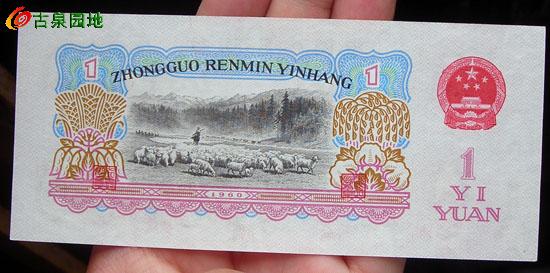 古泉园地
1
ZHONGGUO RENMIN YINHANG
1
1960
1
YI
YUAN